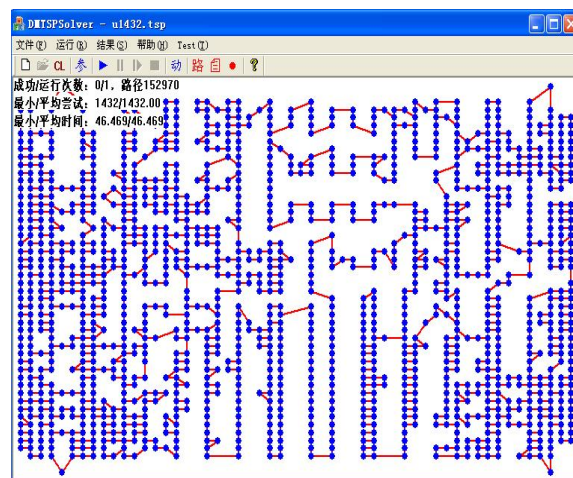 DMTSPSolver - u1432.tsp
文件(F) 运行(R) 结果(S) 帮助(H) Test(T)
CL 参 动 路
成功/运行次数: 0/1, 路径152970
最小/平均尝试: 1432/1432.00
最小/平均时间: 46.469/46.469